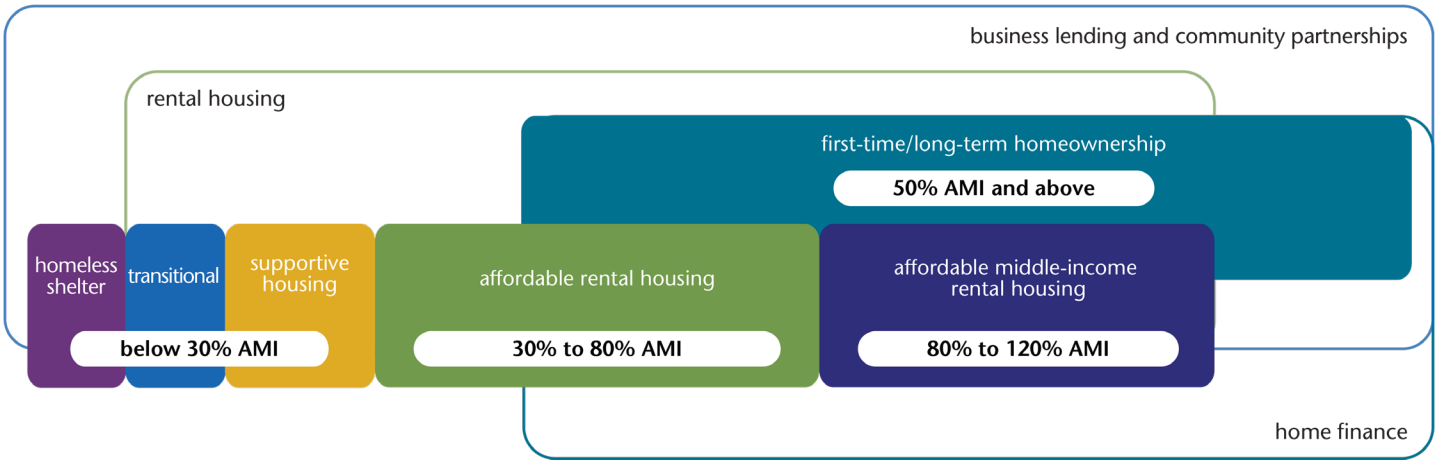 business lending and community partnerships
rental housing
first-time/long-term homeownership
50% AMI and above
homeless
shelter
transitional
supportive
housing
below 30% AMI
affordable rental housing
30% to 80% AMI
affordable middle-income
rental housing
80% to 120% AMI
home finance